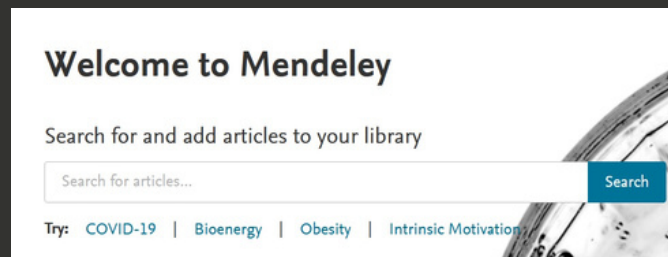 Welcome to Mendeley
Search for and add articles to your library
Search for articles... Search
Try: COVID-19 | Bioenergy | Obesity | Intrinsic Motivation